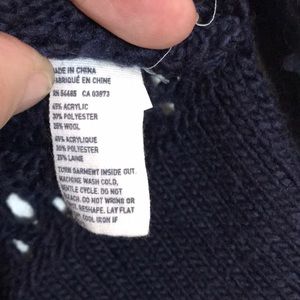 MADE IN CHINA
FABRIQUÉ EN CHINE
RN 54485 CA 03973
45% ACRYLIC
30% POLYESTER
25% WOOL
45% ACRYLIQUE
30% POLYESTER
25% LAINE
TURN GARMENT INSIDE OUT.
MACHINE WASH COLD,
GENTLE CYCLE. DO NOT
BLEACH. DO NOT WRING OR
RESHAPE. LAY FLAT
COOL IRON IF